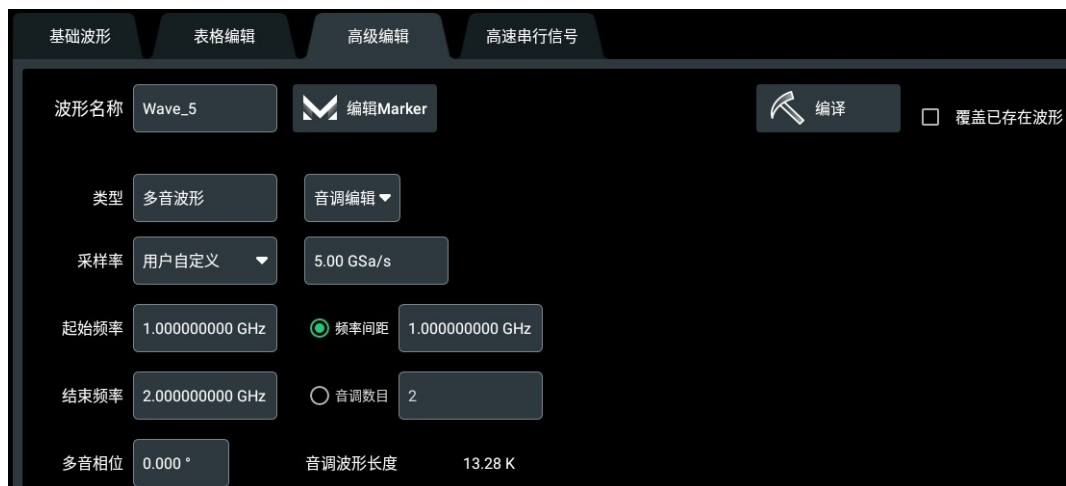 基础波形 表格编辑 高级编辑 高速串行信号
波形名称 Wave_5 编辑Marker 编译 覆盖已存在波形
类型 多音波形 音调编辑
采样率 用户自定义 5.00 GSa/s
起始频率 1.000000000 GHz 频率间距 1.000000000 GHz
结束频率 2.000000000 GHz 音调数目 2
多音相位 0.000 ° 音调波形长度 13.28 K